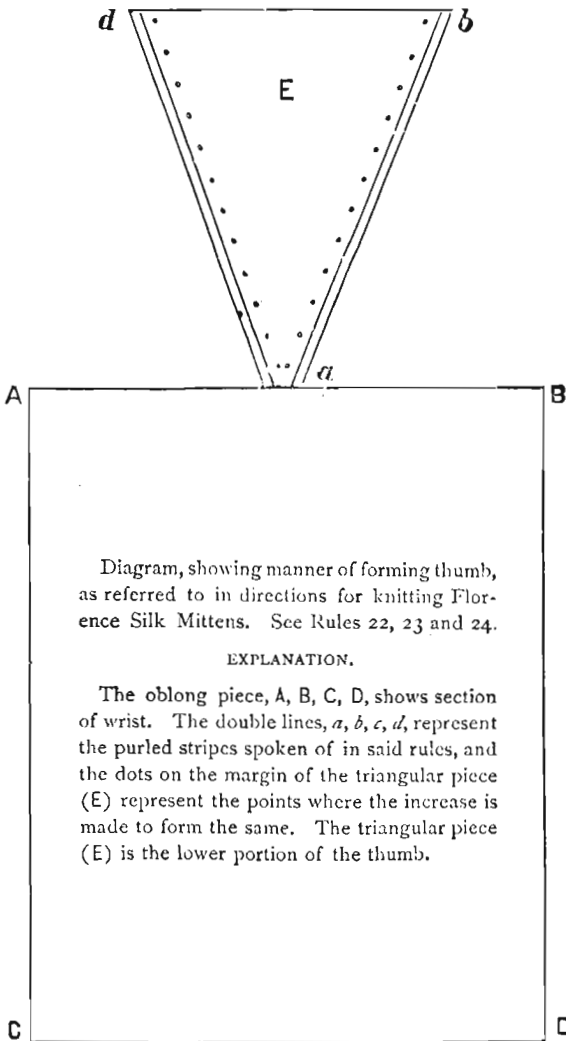 d b
E
a
A B
Diagram, showing manner of forming thumb,
as referred to in directions for knitting Flor-
ence Silk Mittens. See Rules 22, 23 and 24.
EXPLANATION.
The oblong piece, A, B, C, D, shows section
of wrist. The double lines, a, b, c, d, represent
the purled stripes spoken of in said rules, and
the dots on the margin of the triangular piece
(E) represent the points where the increase is
made to form the same. The triangular piece
(E) is the lower portion of the thumb.
C D